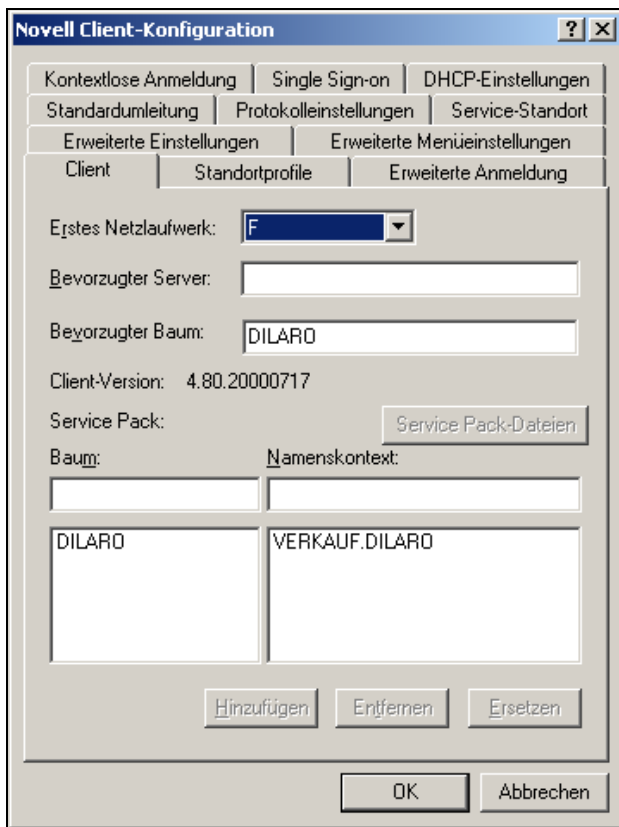 Novell Client-Konfiguration
Kontextlose Anmeldung Single Sign-on DHCP-Einstellungen
Standardumleitung Protokolleinstellungen Service-Standort
Erweiterte Einstellungen Erweiterte Menüeinstellungen
Client Standortprofile Erweiterte Anmeldung
Erstes Netzlaufwerk: F
Bevorzugter Server:
Bevorzugter Baum: DILARO
Client-Version: 4.80.20000717
Service Pack: Service Pack-Dateien
Baum: Namenskontext:
DILARO VERKAUF.DILARO
Hinzufügen Entfernen Ersetzen
OK Abbrechen